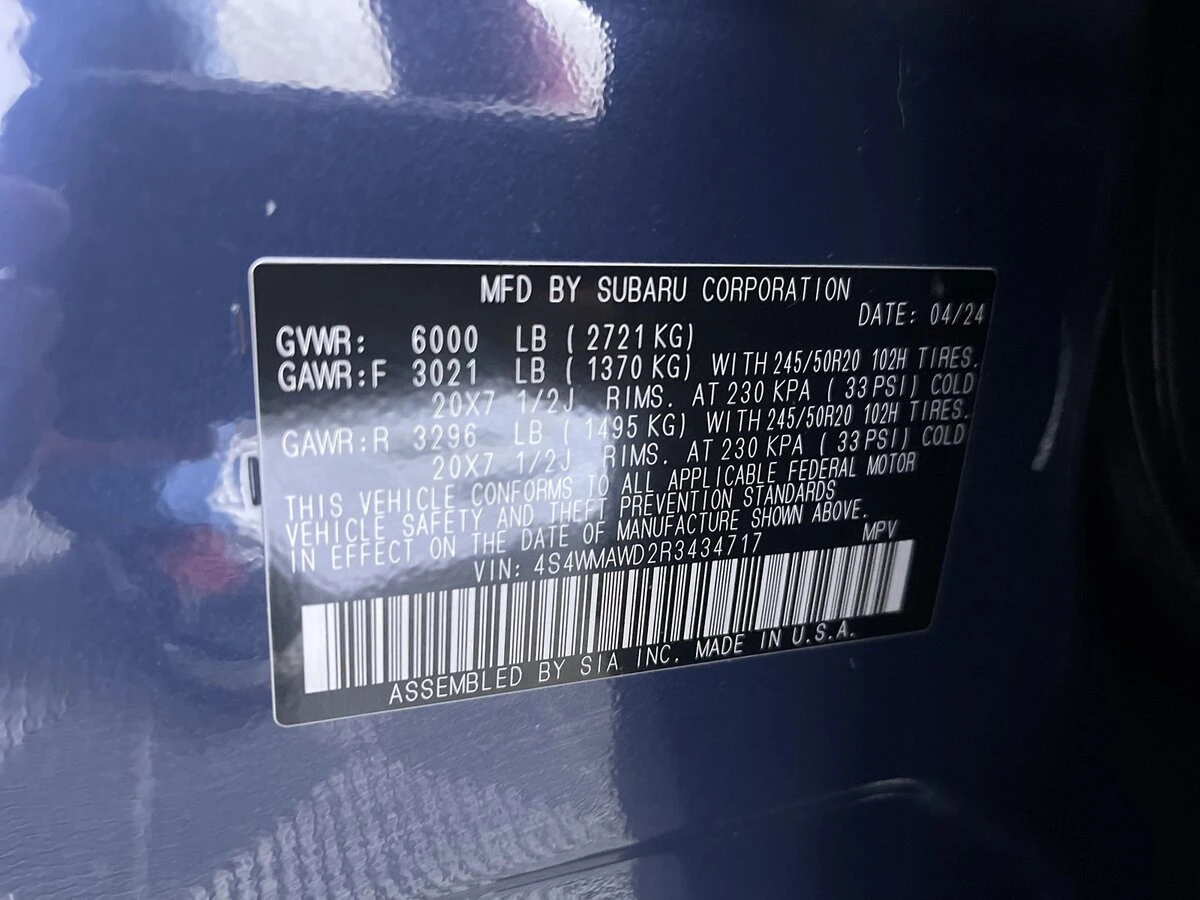 MFD BY SUBARU CORPORATION
DATE: 04/24
GVWR: 6000 LB ( 2721 KG)
GAWR:F 3021 LB ( 1370 KG) WITH 245/50R20 102H TIRES.
20X7 1/2J RIMS. AT 230 KPA ( 33 PSI) COLD
GAWR:R 3296 LB ( 1495 KG) WITH 245/50R20 102H TIRES.
20X7 1/2J RIMS. AT 230 KPA ( 33 PSI) COLD
THIS VEHICLE CONFORMS TO ALL APPLICABLE FEDERAL MOTOR
VEHICLE SAFETY AND THEFT PREVENTION STANDARDS
IN EFFECT ON THE DATE OF MANUFACTURE SHOWN ABOVE.
VIN: 4S4WMAWD2R3434717 MPV
ASSEMBLED BY SIA INC. MADE IN U.S.A.